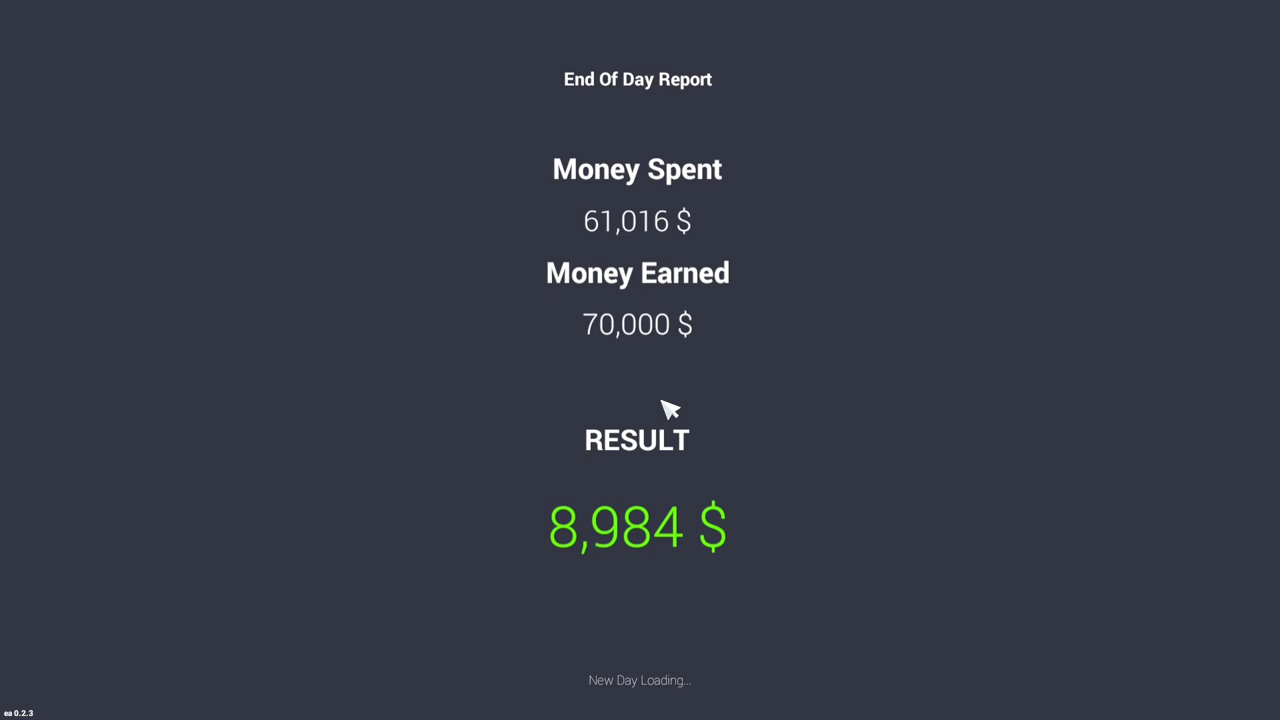 End Of Day Report
Money Spent
61,016 $
Money Earned
70,000 $
RESULT
8,984 $
New Day Loading...
ea 0.2.3